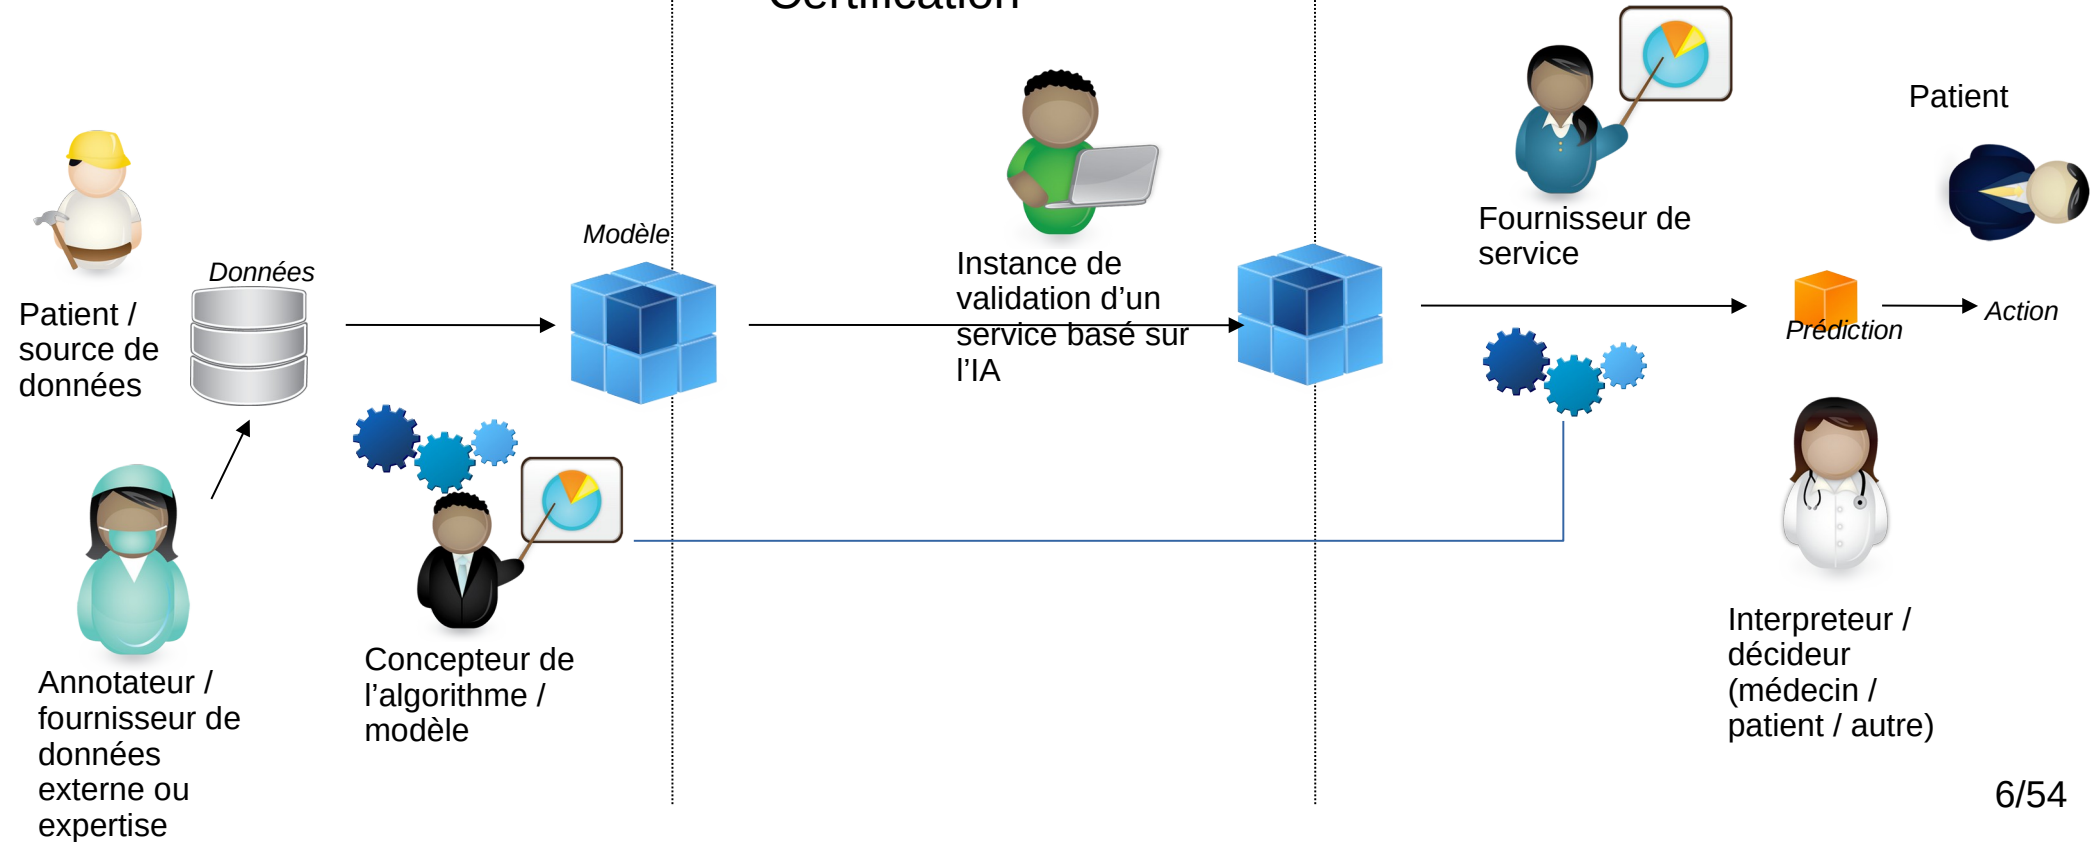 Certification
Patient
Fournisseur de
service
Modèle
Données
Instance de
validation d’un
service basé sur
l’IA
Patient /
source de
données
Action
Prédiction
Interpreteur /
décideur
(médecin /
patient / autre)
Concepteur de
l’algorithme /
modèle
Annotateur /
fournisseur de
données
externe ou
expertise
6/54